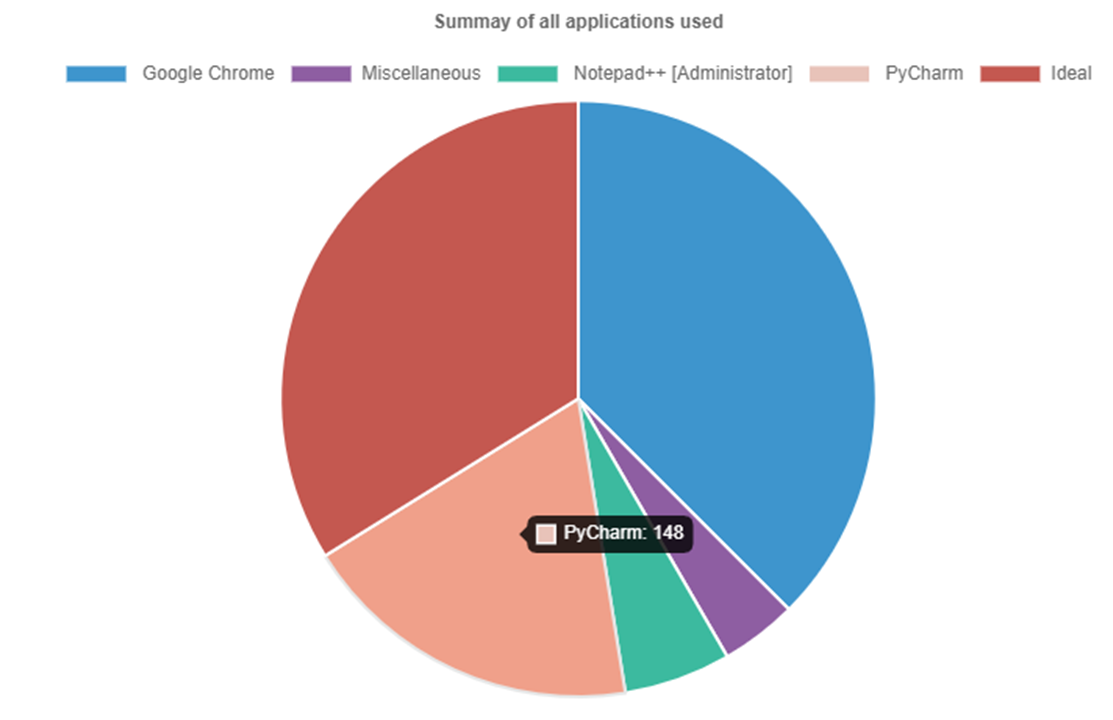 Summay of all applications used
Google Chrome Miscellaneous Notepad++ [Administrator] PyCharm Ideal
PyCharm: 148